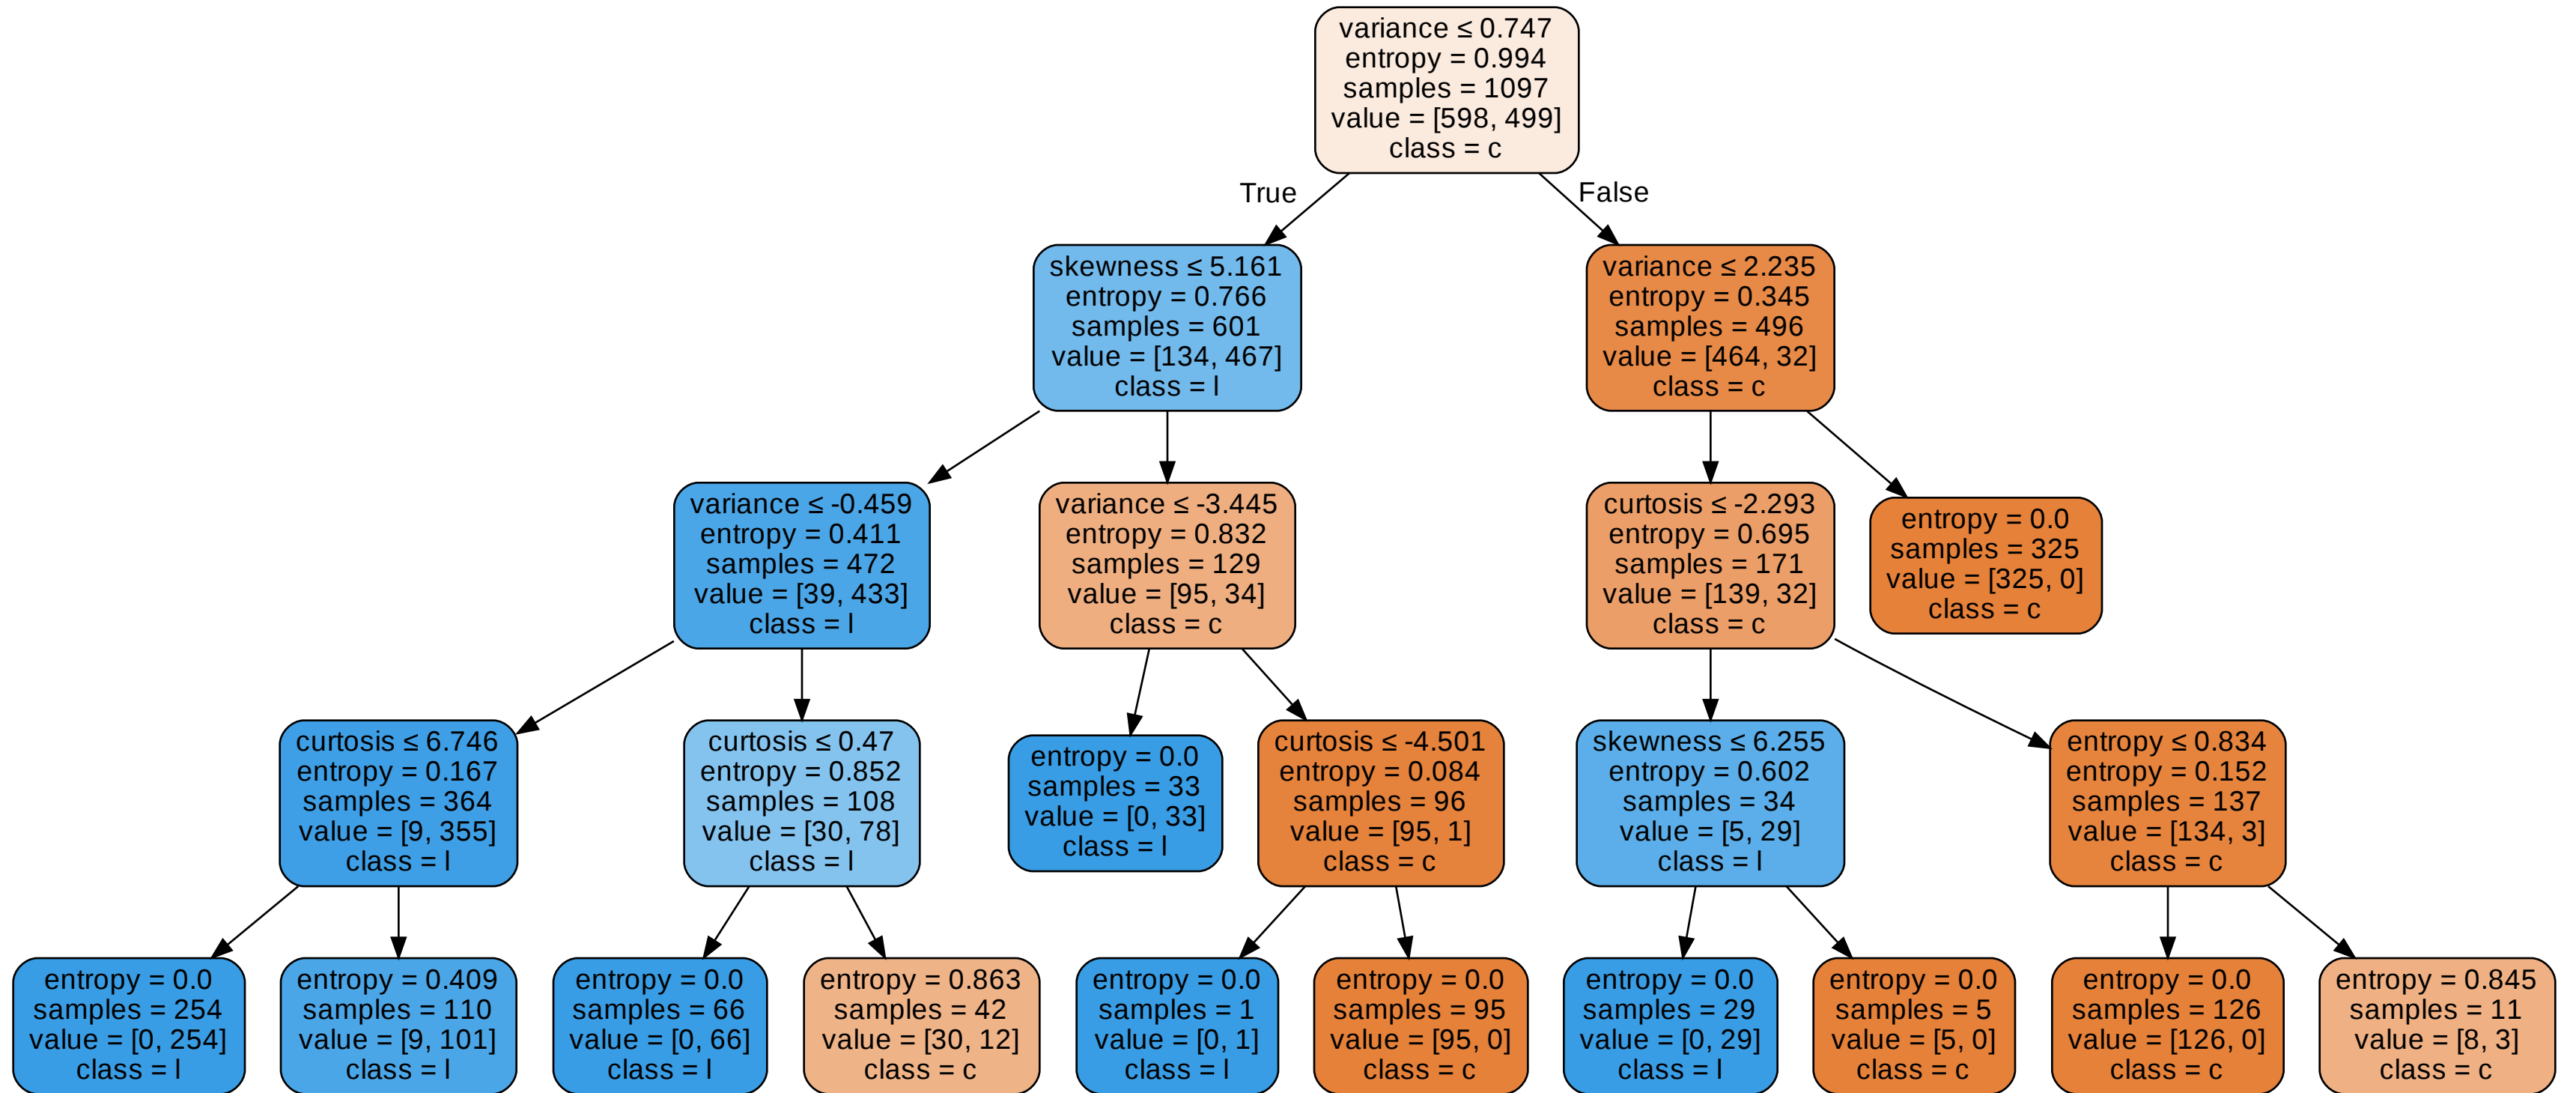 variance ≤ 0.747
entropy = 0.994
samples = 1097
value = [598, 499]
class = c
True
False
skewness ≤ 5.161
entropy = 0.766
samples = 601
value = [134, 467]
class = l
variance ≤ 2.235
entropy = 0.345
samples = 496
value = [464, 32]
class = c
variance ≤ -0.459
entropy = 0.411
samples = 472
value = [39, 433]
class = l
variance ≤ -3.445
entropy = 0.832
samples = 129
value = [95, 34]
class = c
curtosis ≤ -2.293
entropy = 0.695
samples = 171
value = [139, 32]
class = c
entropy = 0.0
samples = 325
value = [325, 0]
class = c
curtosis ≤ 6.746
entropy = 0.167
samples = 364
value = [9, 355]
class = l
curtosis ≤ 0.47
entropy = 0.852
samples = 108
value = [30, 78]
class = l
entropy = 0.0
samples = 33
value = [0, 33]
class = l
curtosis ≤ -4.501
entropy = 0.084
samples = 96
value = [95, 1]
class = c
skewness ≤ 6.255
entropy = 0.602
samples = 34
value = [5, 29]
class = l
entropy ≤ 0.834
entropy = 0.152
samples = 137
value = [134, 3]
class = c
entropy = 0.0
samples = 254
value = [0, 254]
class = l
entropy = 0.409
samples = 110
value = [9, 101]
class = l
entropy = 0.0
samples = 66
value = [0, 66]
class = l
entropy = 0.863
samples = 42
value = [30, 12]
class = c
entropy = 0.0
samples = 1
value = [0, 1]
class = l
entropy = 0.0
samples = 95
value = [95, 0]
class = c
entropy = 0.0
samples = 29
value = [0, 29]
class = l
entropy = 0.0
samples = 5
value = [5, 0]
class = c
entropy = 0.0
samples = 126
value = [126, 0]
class = c
entropy = 0.845
samples = 11
value = [8, 3]
class = c